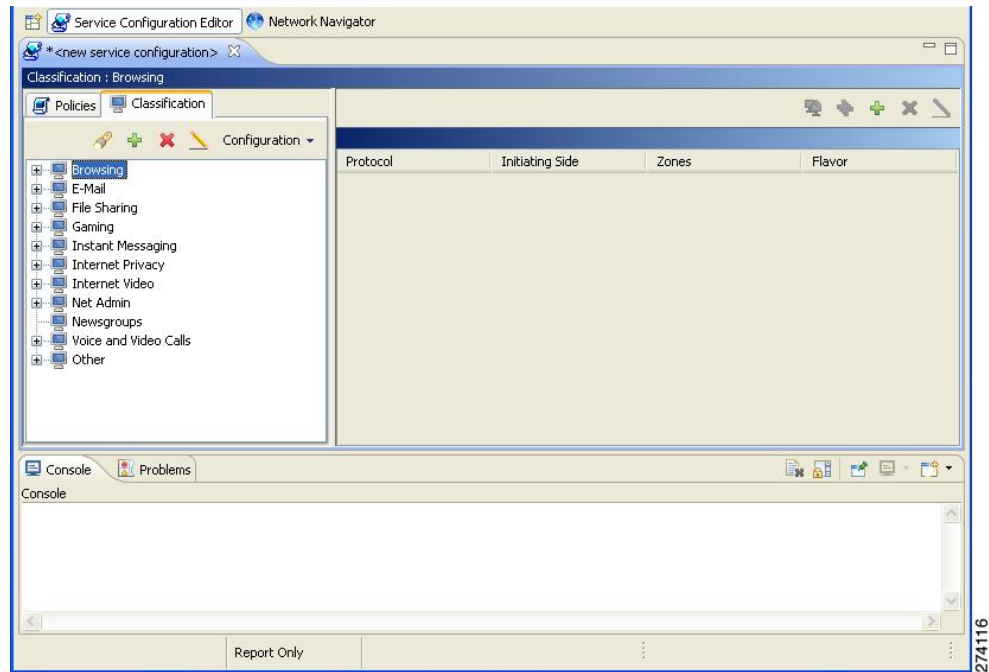 Service Configuration Editor Network Navigator
*<new service configuration>
Classification : Browsing
Policies Classification
Configuration
Protocol Initiating Side Zones Flavor
Browsing
E-Mail
File Sharing
Gaming
Instant Messaging
Internet Privacy
Internet Video
Net Admin
Newsgroups
Voice and Video Calls
Other
Console Problems
Console
Report Only
274116